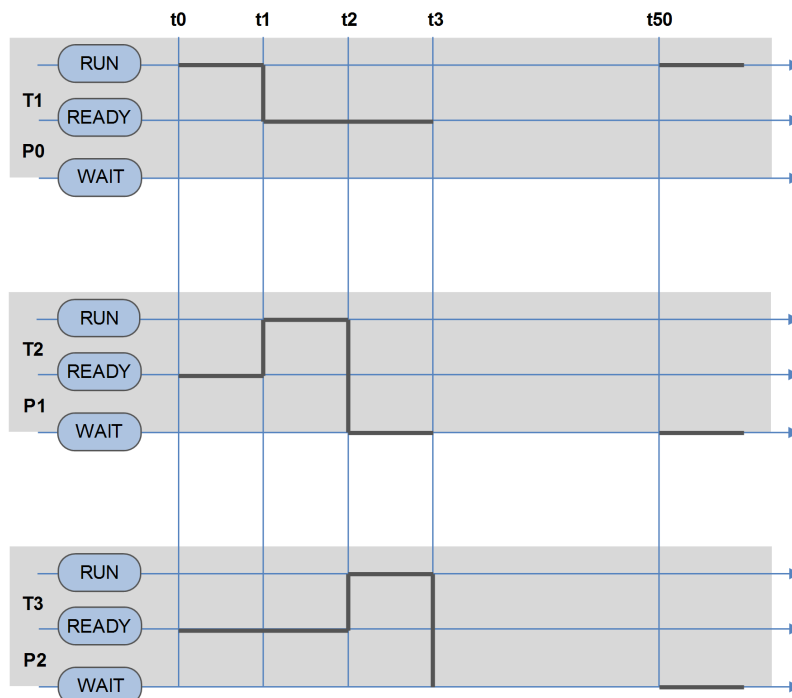 t0 t1 t2 t3 t50
RUN
T1
READY
P0
WAIT
RUN
T2
READY
P1
WAIT
RUN
T3
READY
P2
WAIT